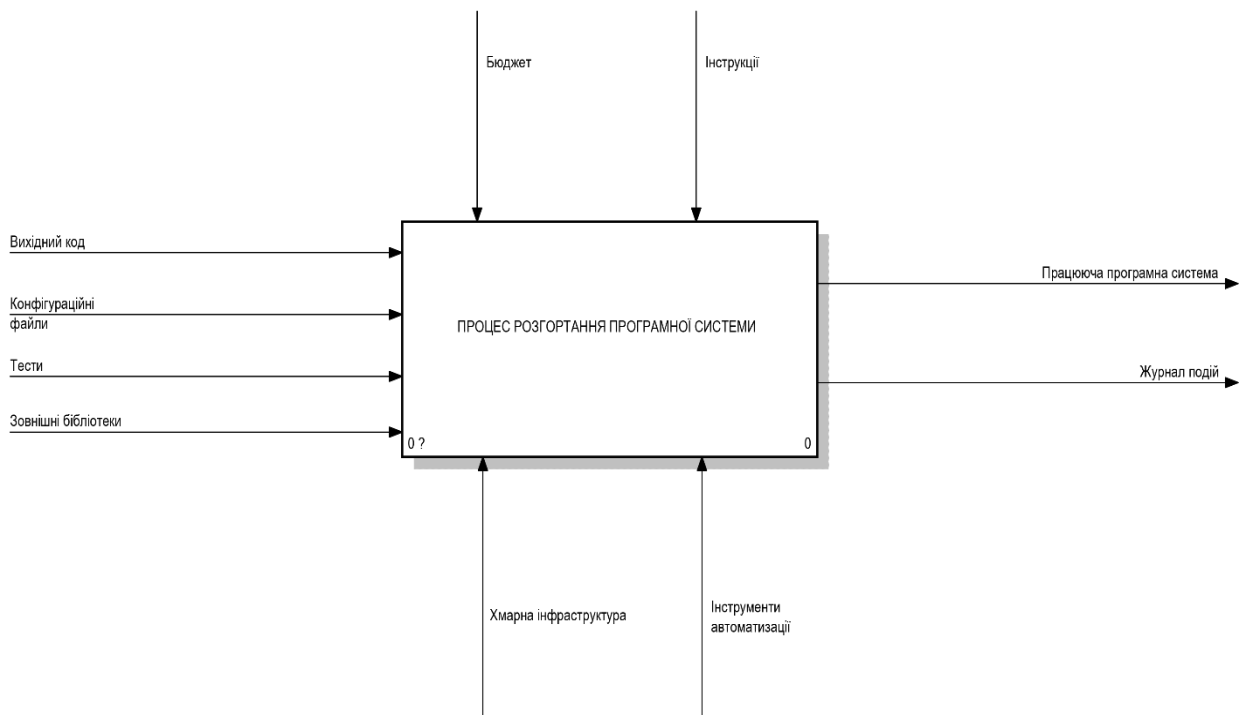 Бюджет
Інструкції
Вихідний код
Конфігураційні
файли
Тести
Зовнішні бібліотеки
ПРОЦЕС РОЗГОРТАННЯ ПРОГРАМНОЇ СИСТЕМИ
0 ?
0
Працююча програмна система
Журнал подій
Хмарна інфраструктура
Інструменти
автоматизації